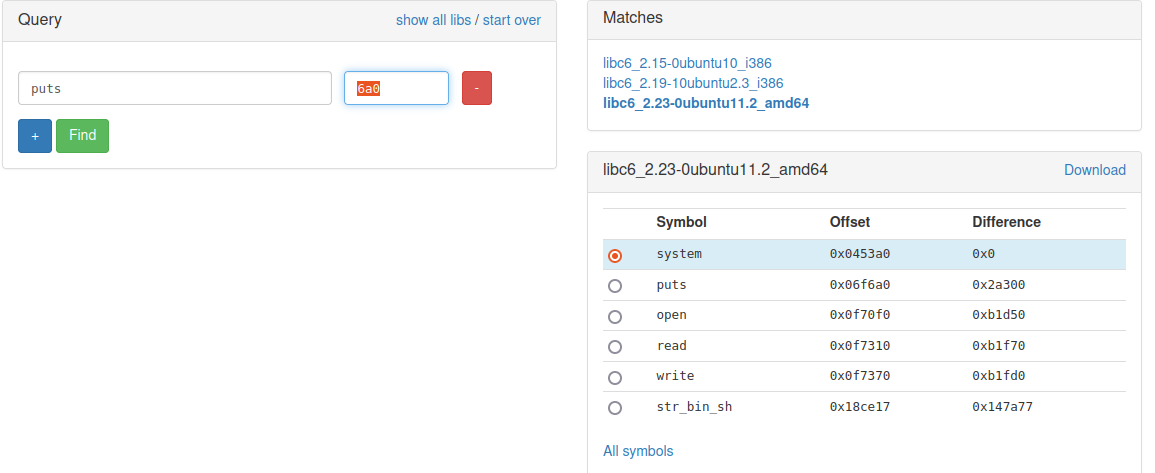 Query show all libs / start over
puts 6a0 -
+ Find
Matches
libc6_2.15-0ubuntu10_i386
libc6_2.19-10ubuntu2.3_i386
libc6_2.23-0ubuntu11.2_amd64
libc6_2.23-0ubuntu11.2_amd64 Download
Symbol Offset Difference
system 0x0453a0 0x0
puts 0x06f6a0 0x2a300
open 0x0f70f0 0xb1d50
read 0x0f7310 0xb1f70
write 0x0f7370 0xb1fd0
str_bin_sh 0x18ce17 0x147a77
All symbols